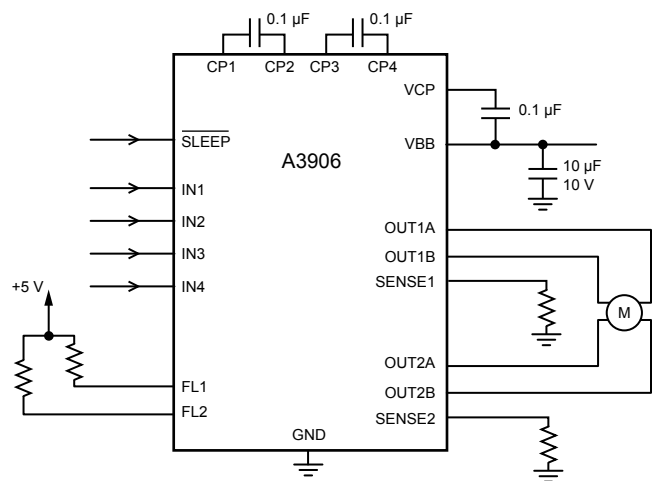 0.1 µF
0.1 µF
CP1
CP2
CP3
CP4
VCP
0.1 µF
SLEEP
VBB
A3906
10 µF
10 V
IN1
IN2
IN3
IN4
OUT1A
OUT1B
SENSE1
+5 V
M
OUT2A
FL1
OUT2B
FL2
SENSE2
GND